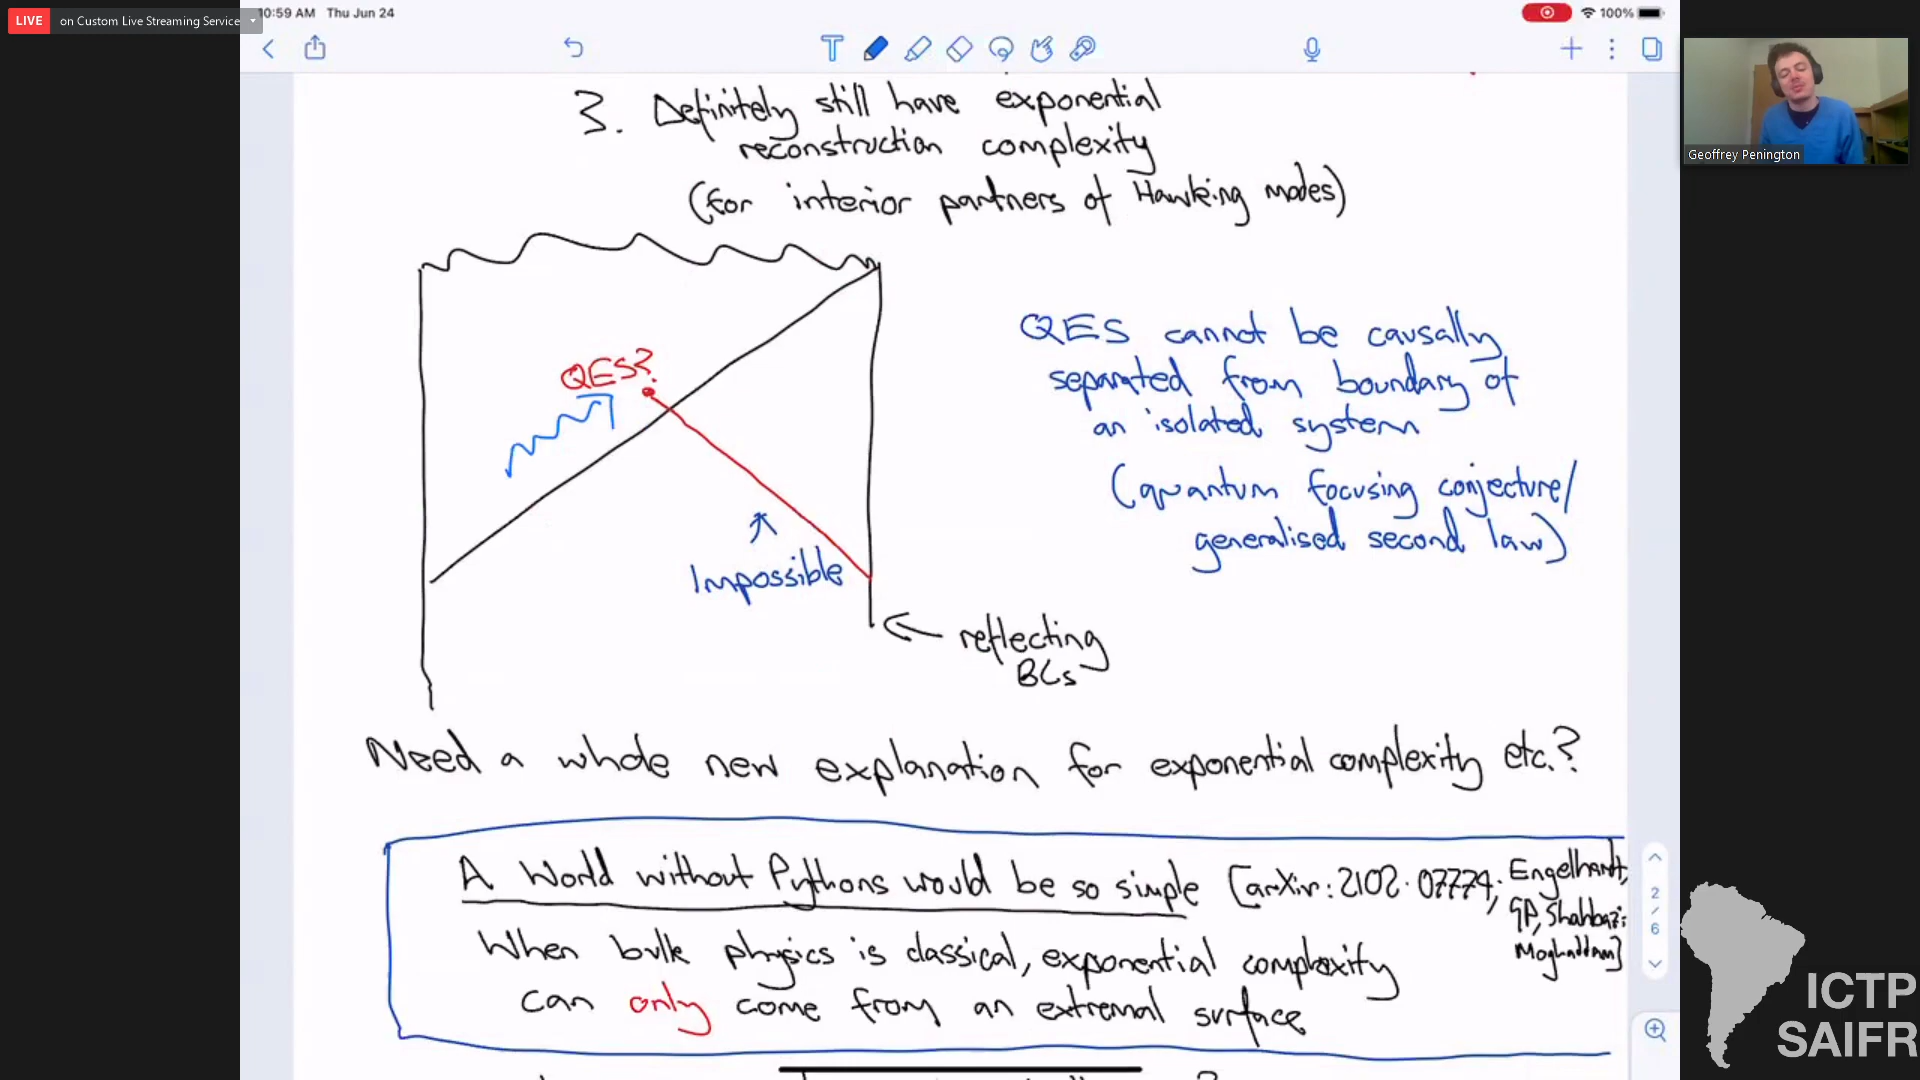 LIVE on Custom Live Streaming Service
10:59 AM Thu Jun 24
100%
Geoffrey Penington
3. Definitely still have exponential
reconstruction complexity
(for interior partners of Hawking modes)
QES?
Impossible
reflecting
BCs
QES cannot be causally
separated from boundary of
an isolated system
(quantum focusing conjecture/
generalised second law)
Need a whole new explanation for exponential complexity etc.?
A World without Pythons would be so simple [arXiv:2102.07774; Engelhardt,
GP, Shahbazi-
Moghaddam]
When bulk physics is classical, exponential complexity
can only come from an extremal surface
2
/
6
ICTP
SAIFR